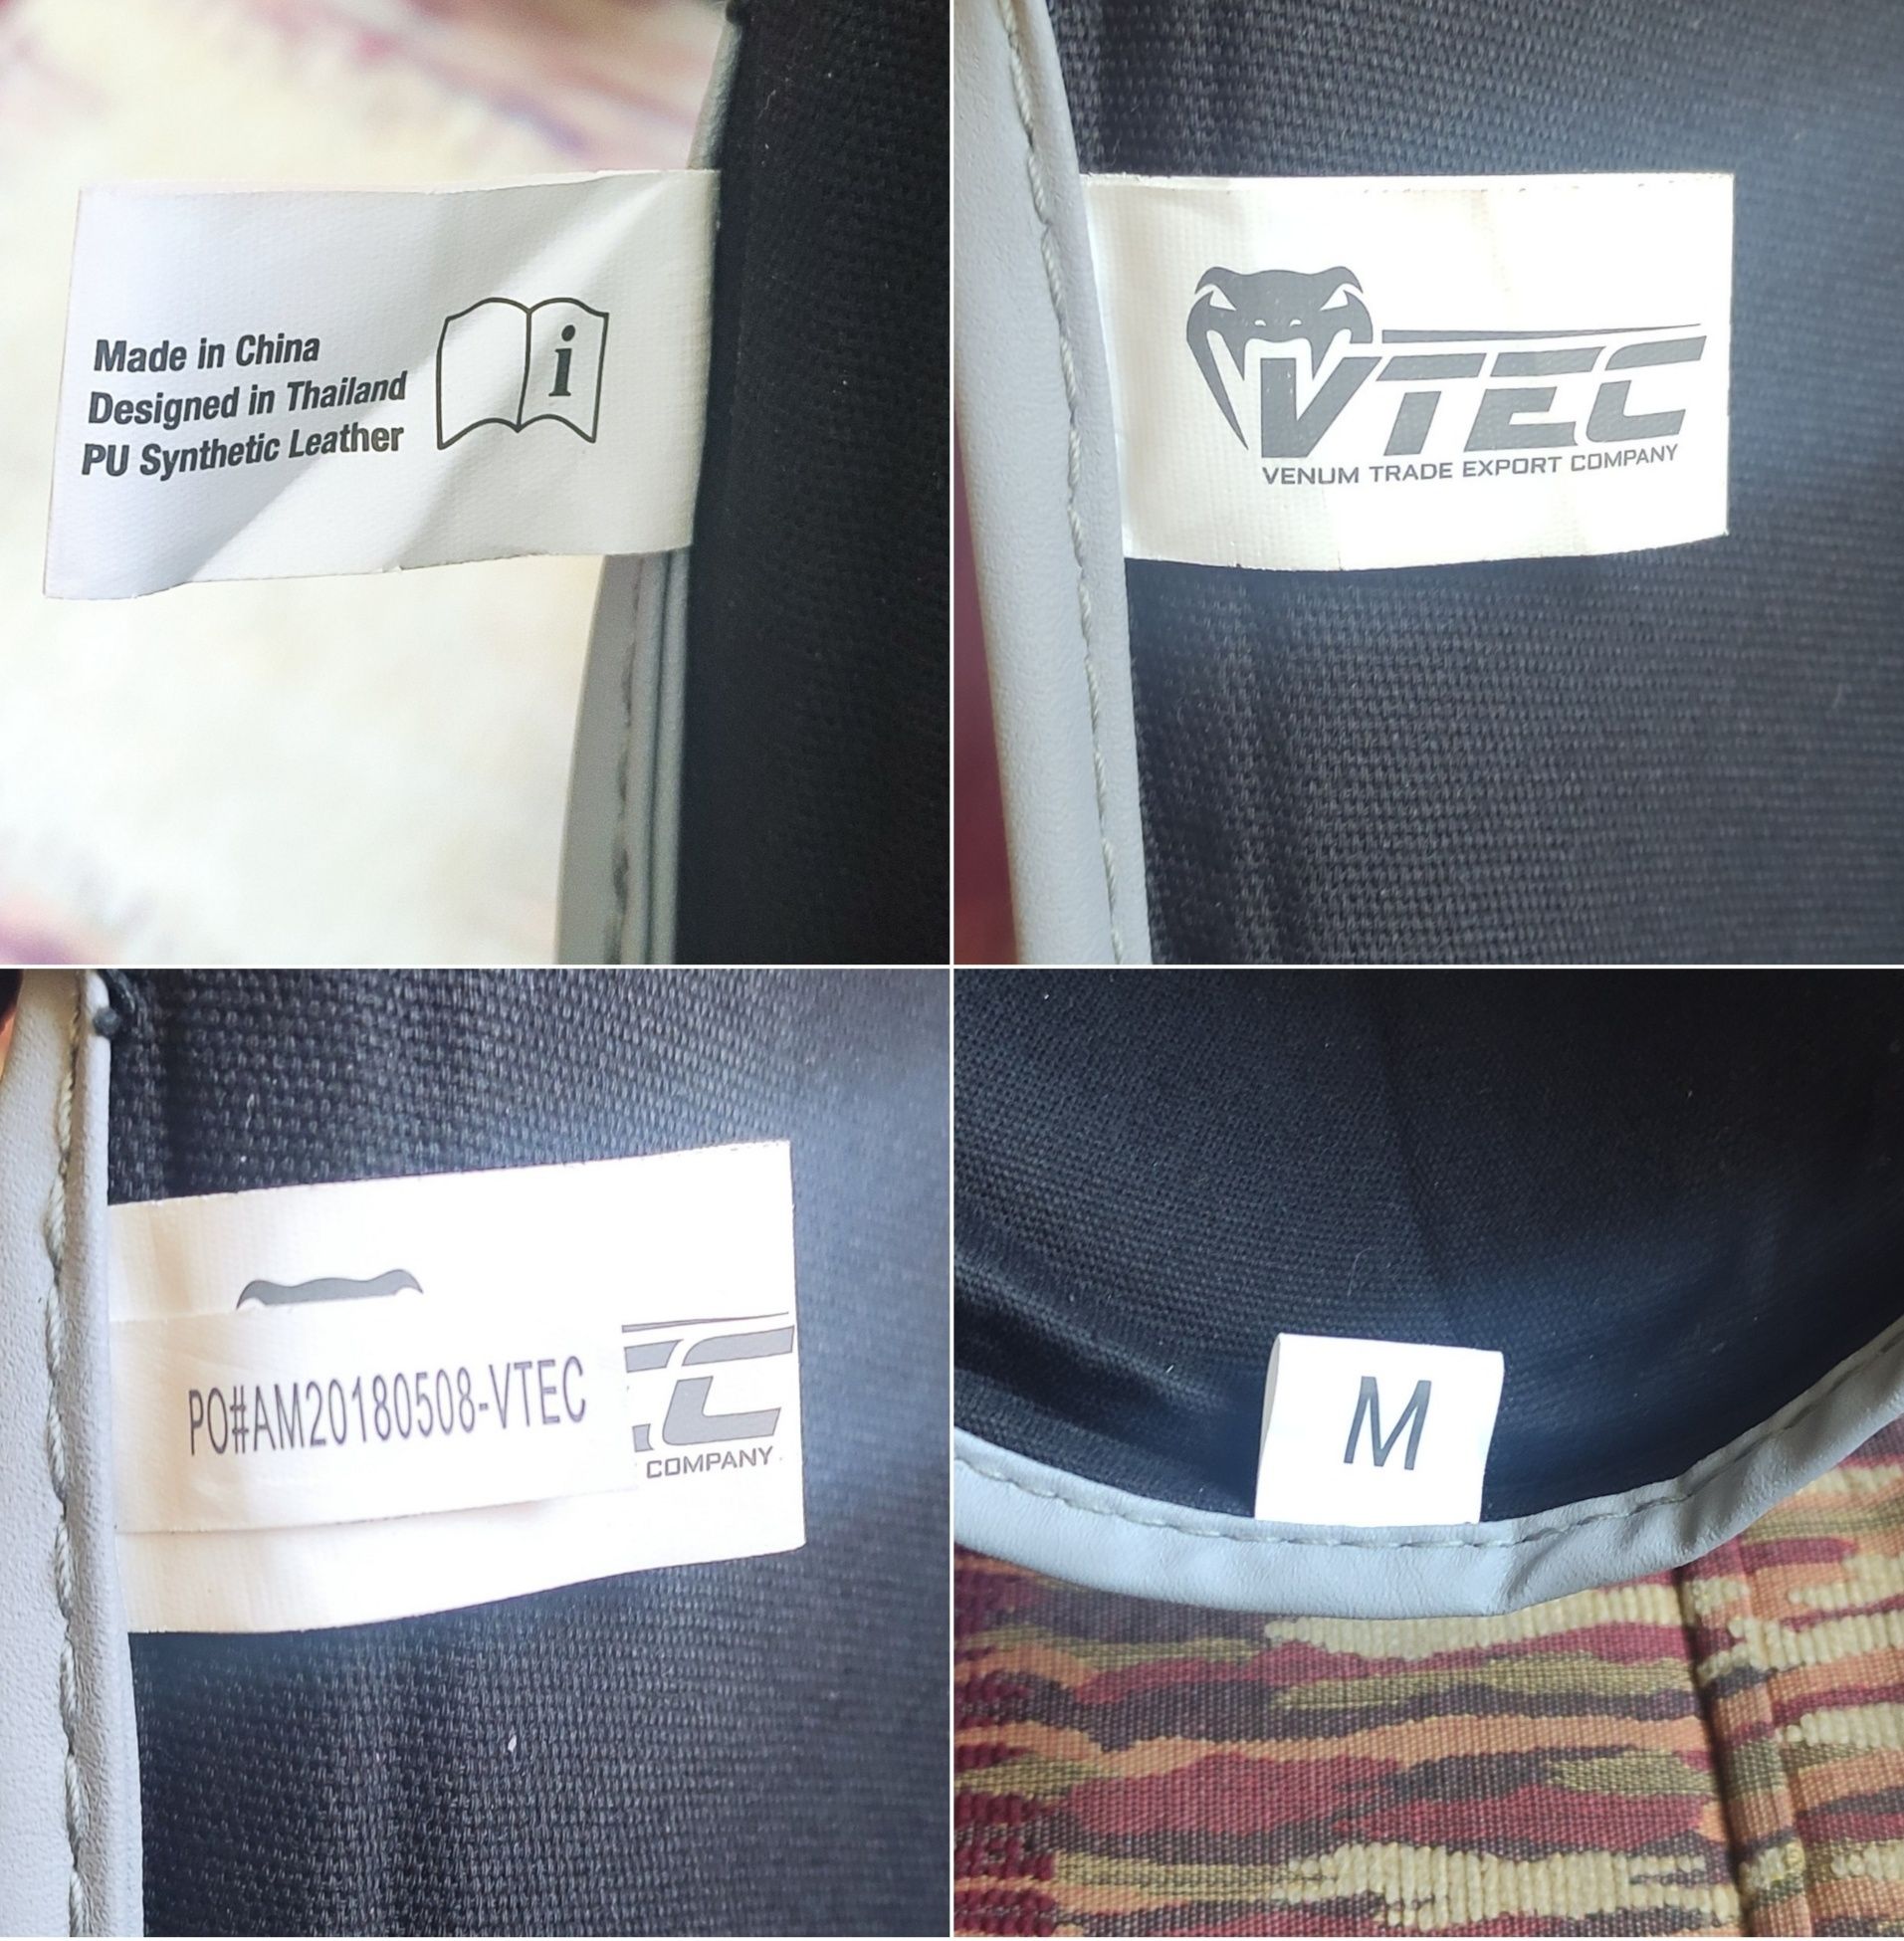 Made in China
Designed in Thailand
PU Synthetic Leather
i
VTEC
VENUM TRADE EXPORT COMPANY
PO#AM20180508-VTEC
C
COMPANY
M